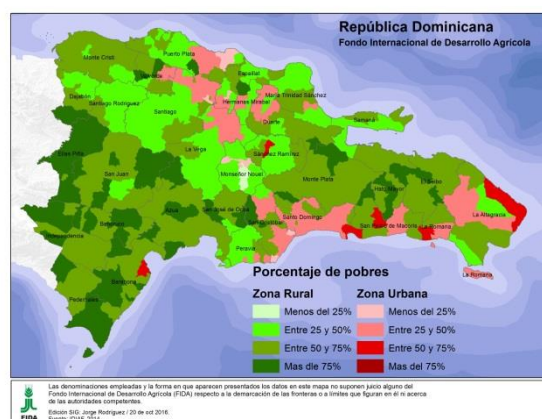 República Dominicana
Fondo Internacional de Desarrollo Agrícola
Puerto Plata
Monte Cristi
Espaillat
Valverde
Dajabón
María Trinidad Sánchez
Hermanas Mirabal
Santiago Rodríguez
Santiago
Duarte
Samaná
La Vega
Sánchez Ramírez
Elías Piña
San Juan
Monseñor Nouel
Monte Plata
El Seibo
Hato Mayor
Azua
San José de Ocoa
Santo Domingo
La Altagracia
Baoruco
San Cristóbal
San Pedro de Macorís
La Romana
Independencia
Peravia
Barahona
La Romana
Pedernales
Porcentaje de pobres
Zona Rural Zona Urbana
Menos del 25% Menos del 25%
Entre 25 y 50% Entre 25 y 50%
Entre 50 y 75% Entre 50 y 75%
Mas dle 75% Mas del 75%
Las denominaciones empleadas y la forma en que aparecen presentados los datos en este mapa no suponen juicio alguno del
Fondo Internacional de Desarrollo Agrícola (FIDA) respecto a la demarcación de las fronteras o a límites que figuran en él ni acerca
de las autoridades competentes.
Edición SIG: Jorge Rodríguez / 20 de oct 2016.
FIDA